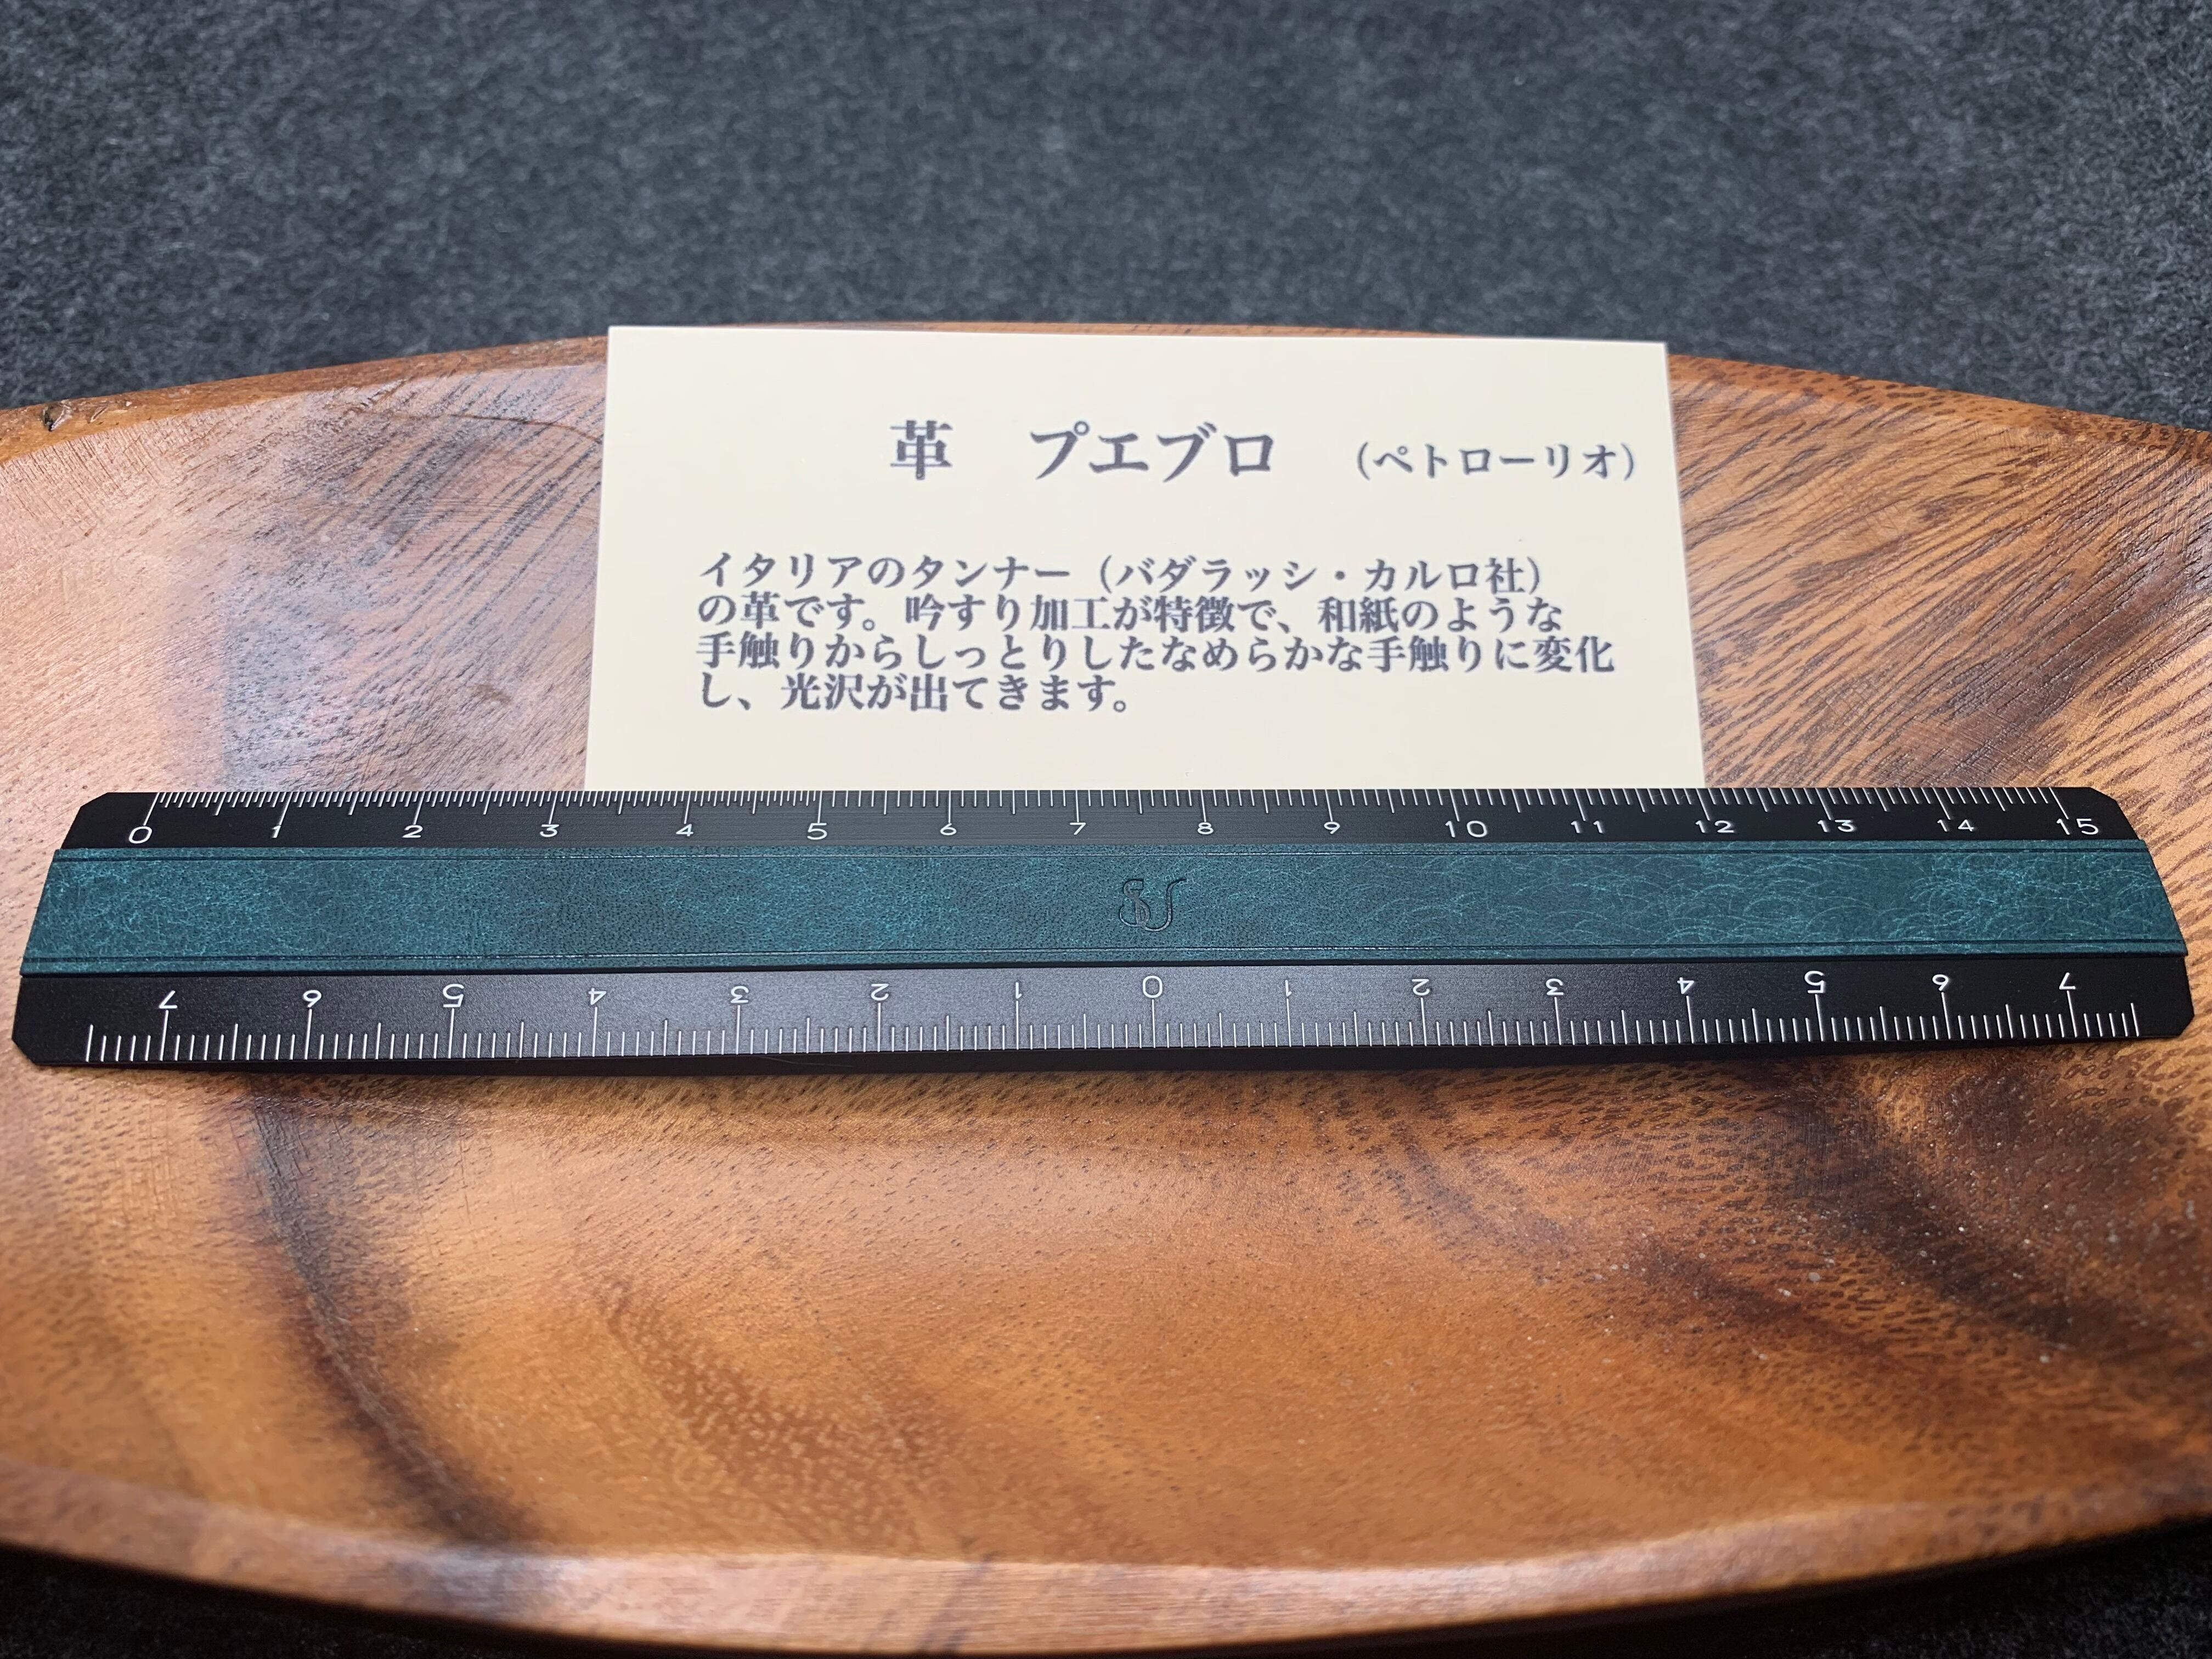 革 プエブロ (ペトローリオ)
イタリアのタンナー（バダラッシ・カルロ社）
の革です。吟すり加工が特徴で、和紙のような
手触りからしっとりしたなめらかな手触りに変化
し、光沢が出てきます。
0 1 2 3 4 5 6 7 8 9 10 11 12 13 14 15
7 6 5 4 3 2 1 0 1 2 3 4 5 6 7